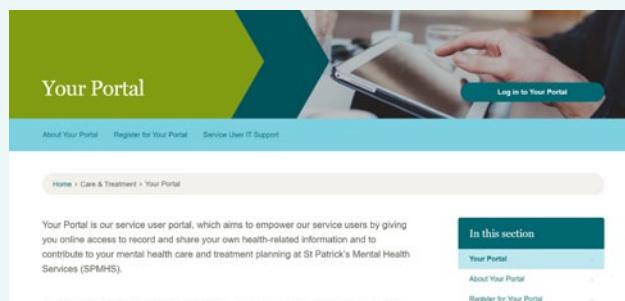 Your Portal
Log in to Your Portal
About Your Portal Register for Your Portal Service User IT Support
Home › Care & Treatment › Your Portal
Your Portal is our service user portal, which aims to empower our service users by giving
you online access to record and share your own health-related information and to
contribute to your mental health care and treatment planning at St Patrick's Mental Health
Services (SPMHS).
In this section
Your Portal
About Your Portal
Register for Your Portal